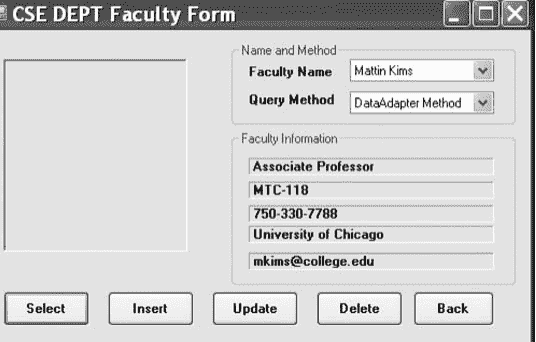 CSE DEPT Faculty Form
Name and Method
Faculty Name Mattin Kims
Query Method DataAdapter Method
Faculty Information
Associate Professor
MTC-118
750-330-7788
University of Chicago
mkims@college.edu
Select Insert Update Delete Back